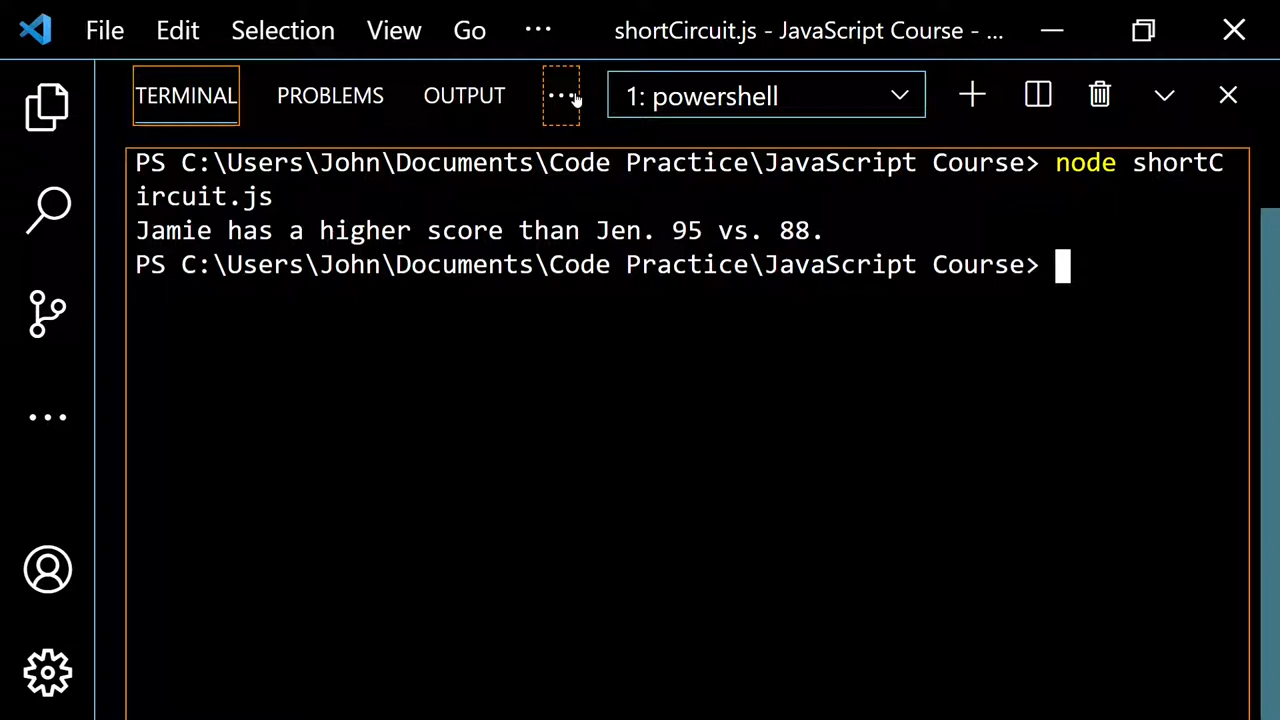 File Edit Selection View Go ··· shortCircuit.js - JavaScript Course - ...
TERMINAL PROBLEMS OUTPUT ··· 1: powershell
PS C:\Users\John\Documents\Code Practice\JavaScript Course> node shortC
ircuit.js
Jamie has a higher score than Jen. 95 vs. 88.
PS C:\Users\John\Documents\Code Practice\JavaScript Course>